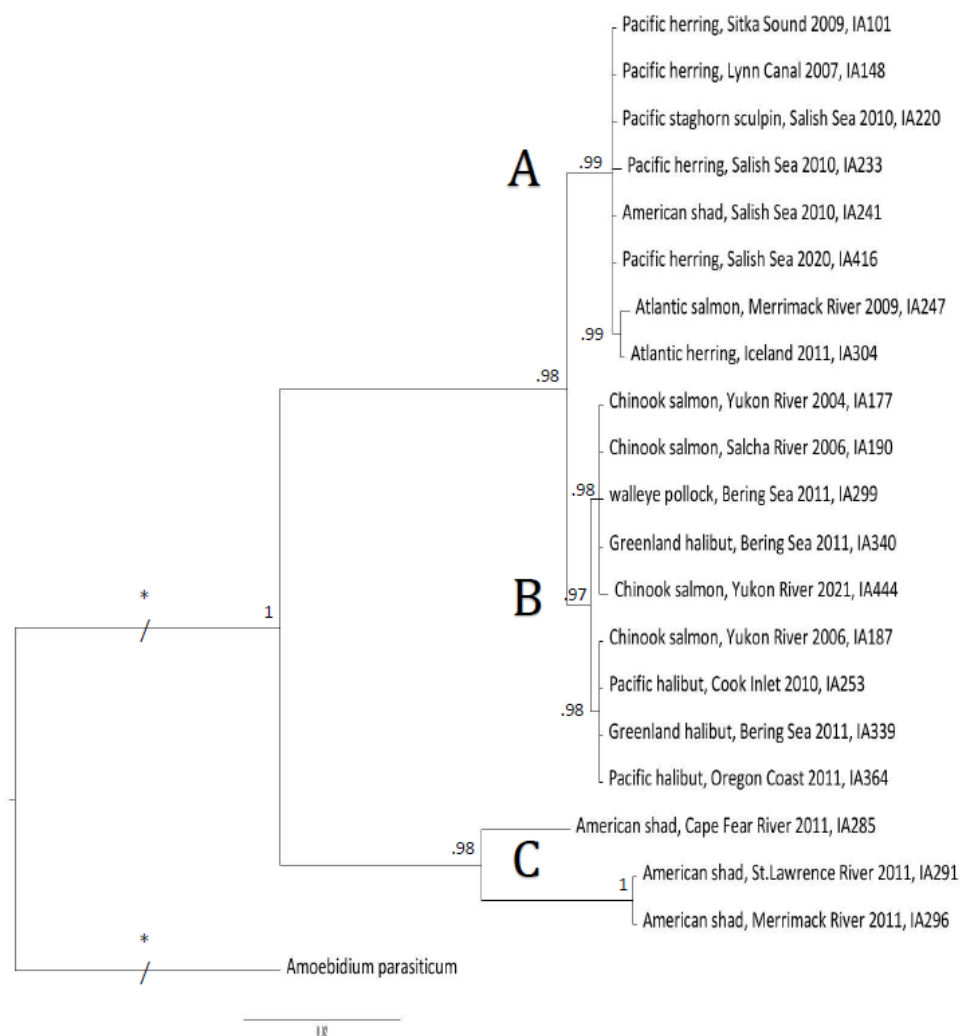 Pacific herring, Sitka Sound 2009, IA101
Pacific herring, Lynn Canal 2007, IA148
Pacific staghorn sculpin, Salish Sea 2010, IA220
A
.99
Pacific herring, Salish Sea 2010, IA233
American shad, Salish Sea 2010, IA241
Pacific herring, Salish Sea 2020, IA416
Atlantic salmon, Merrimack River 2009, IA247
.99
Atlantic herring, Iceland 2011, IA304
.98
Chinook salmon, Yukon River 2004, IA177
Chinook salmon, Salcha River 2006, IA190
.98
walleye pollock, Bering Sea 2011, IA299
Greenland halibut, Bering Sea 2011, IA340
B
.97
Chinook salmon, Yukon River 2021, IA444
*
/
1
Chinook salmon, Yukon River 2006, IA187
Pacific halibut, Cook Inlet 2010, IA253
.98
Greenland halibut, Bering Sea 2011, IA339
Pacific halibut, Oregon Coast 2011, IA364
American shad, Cape Fear River 2011, IA285
.98
C
American shad, St.Lawrence River 2011, IA291
1
American shad, Merrimack River 2011, IA296
*
/
Amoebidium parasiticum